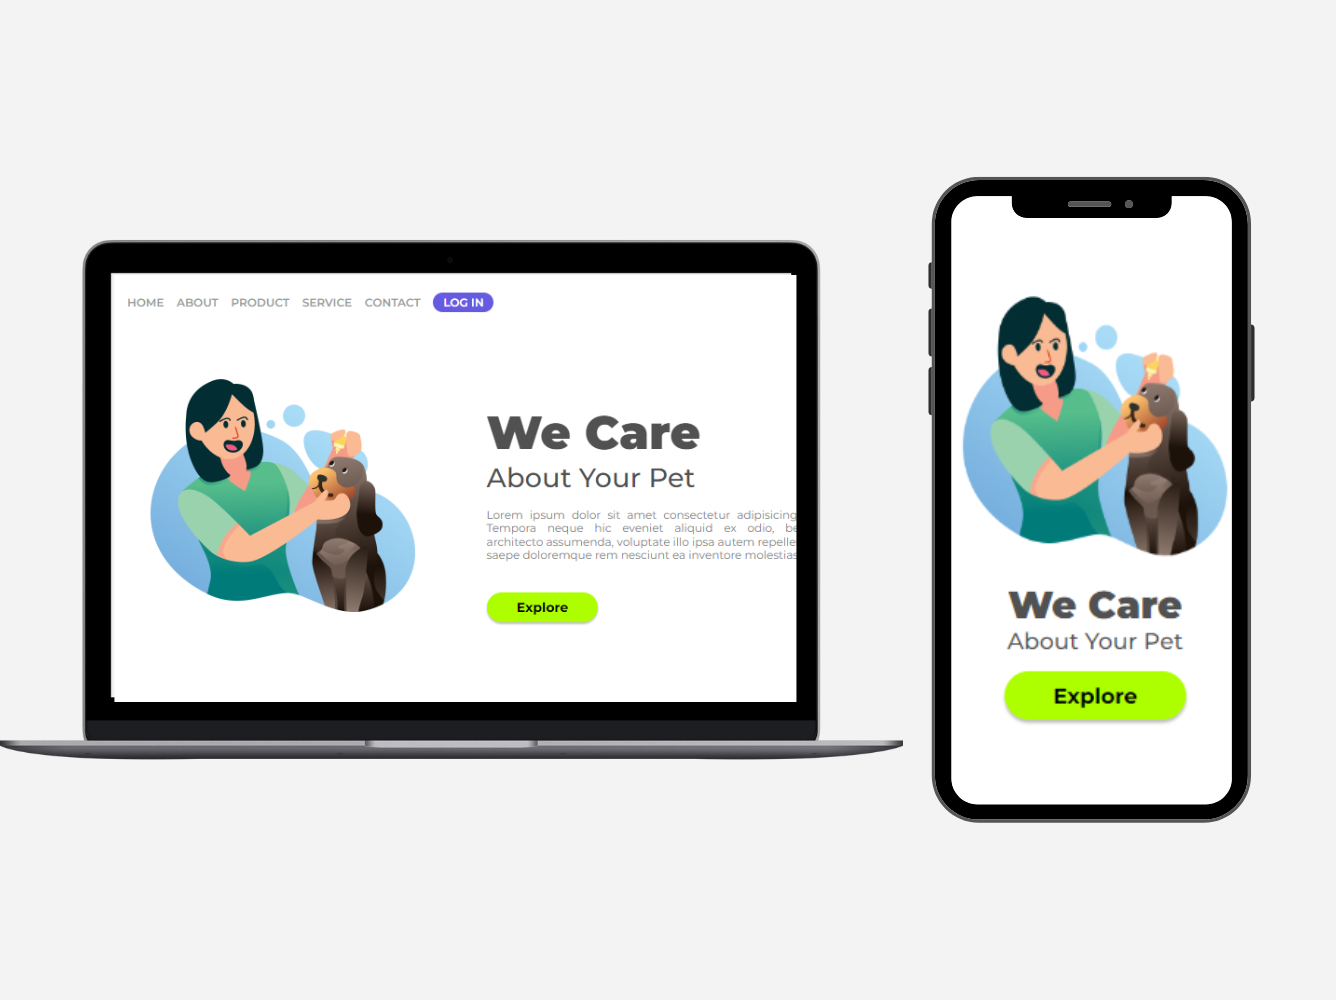 HOME ABOUT PRODUCT SERVICE CONTACT LOG IN
We Care
About Your Pet
Lorem ipsum dolor sit amet consectetur adipisicing
Tempora neque hic eveniet aliquid ex odio, be
architecto assumenda, voluptate illo ipsa autem repelle
saepe doloremque rem nesciunt ea inventore molestias
Explore
We Care
About Your Pet
Explore